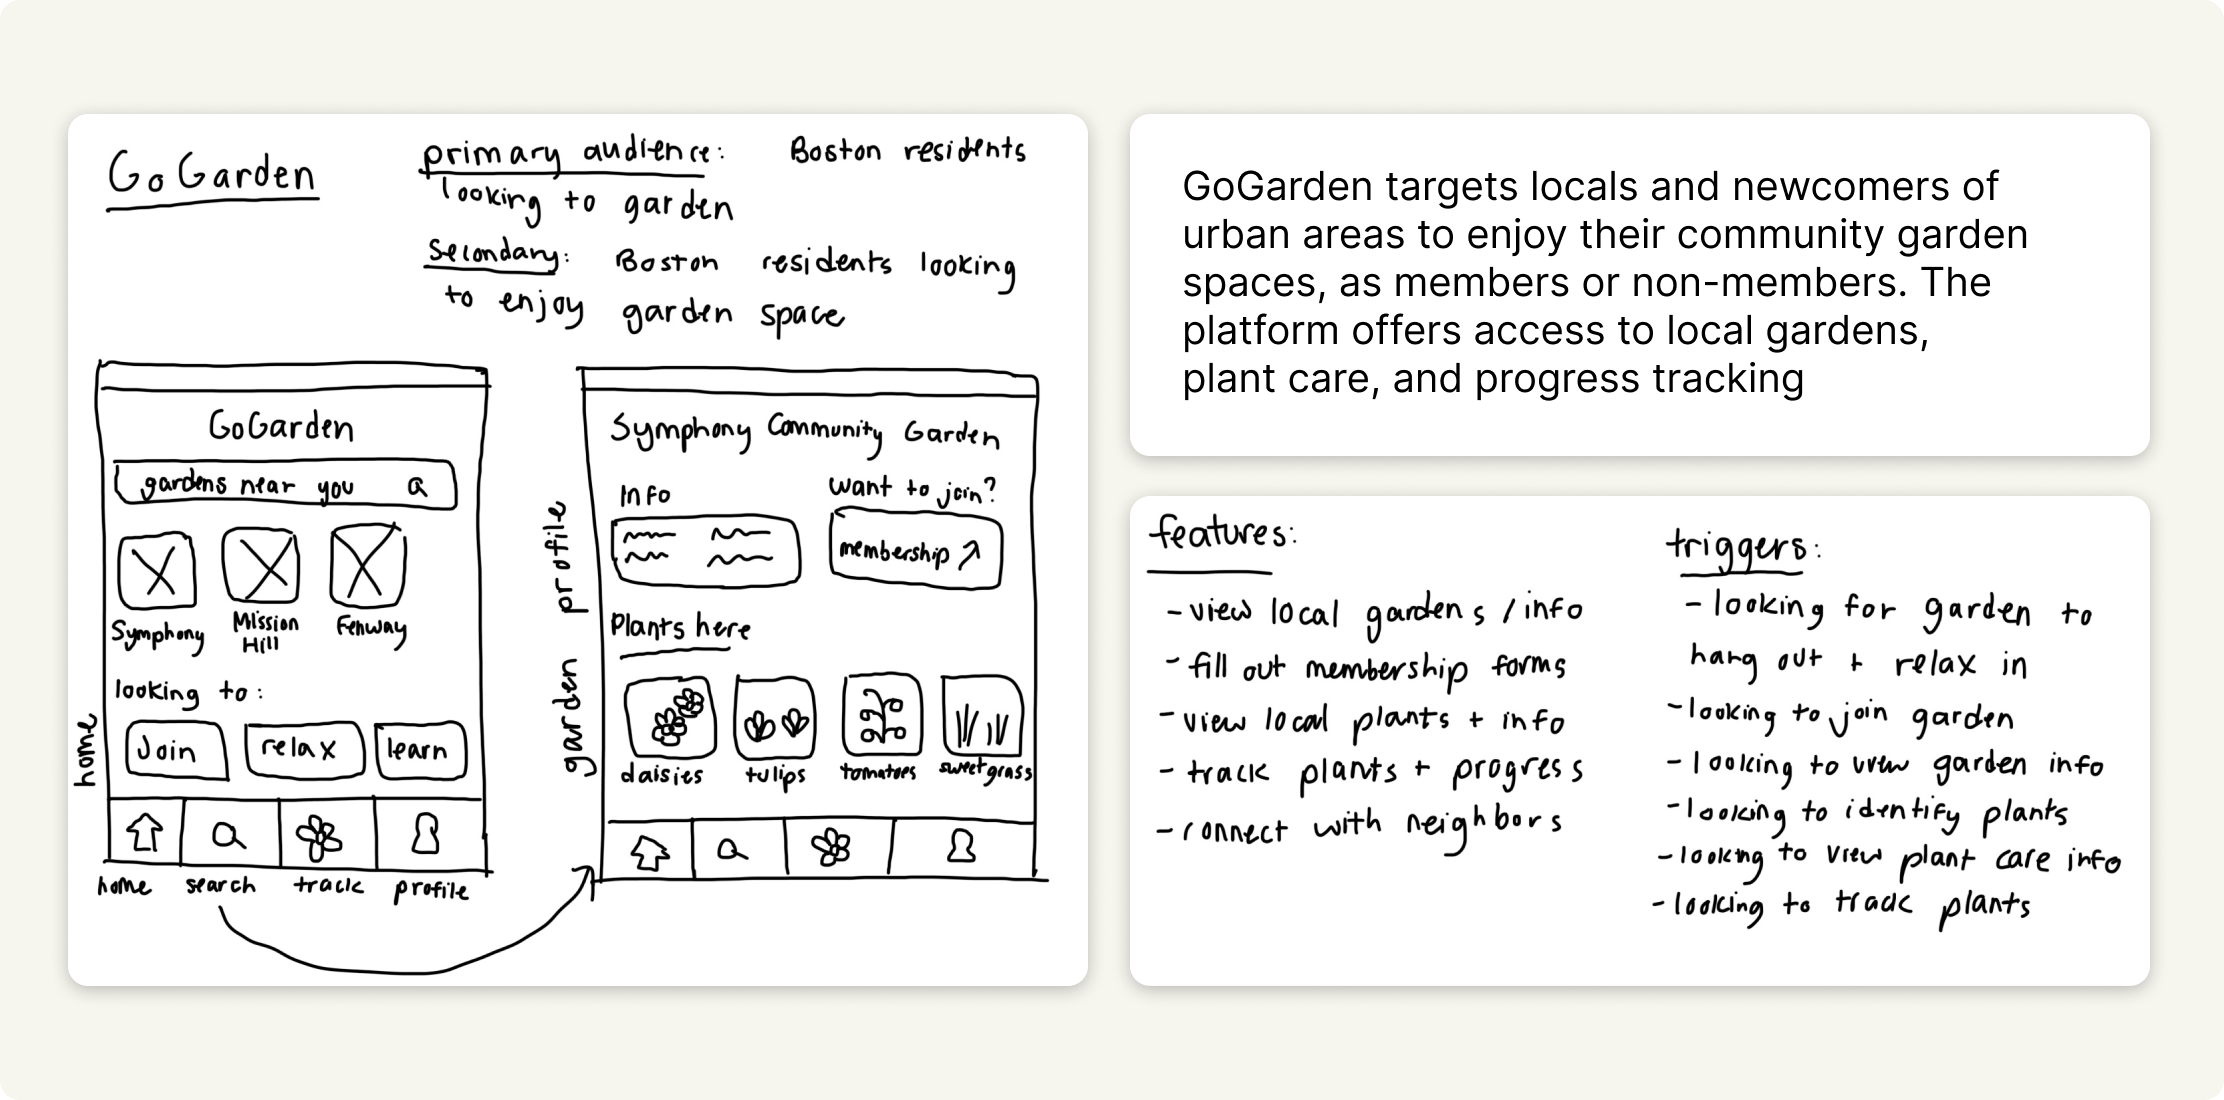 GoGarden
primary audience: Boston residents
looking to garden
secondary: Boston residents looking
to enjoy garden space
home
GoGarden
gardens near you
Symphony
Mission
Hill
Fenway
looking to:
Join
relax
learn
home search track profile
garden profile
Symphony Community Garden
Info
want to join?
membership ↗
Plants here
daisies tulips tomatoes sweetgrass
GoGarden targets locals and newcomers of
urban areas to enjoy their community garden
spaces, as members or non-members. The
platform offers access to local gardens,
plant care, and progress tracking
features:
- view local gardens / info
- fill out membership forms
- view local plants + info
- track plants + progress
- connect with neighbors
triggers:
- looking for garden to
hang out + relax in
- looking to join garden
- looking to view garden info
- looking to identify plants
- looking to view plant care info
- looking to track plants